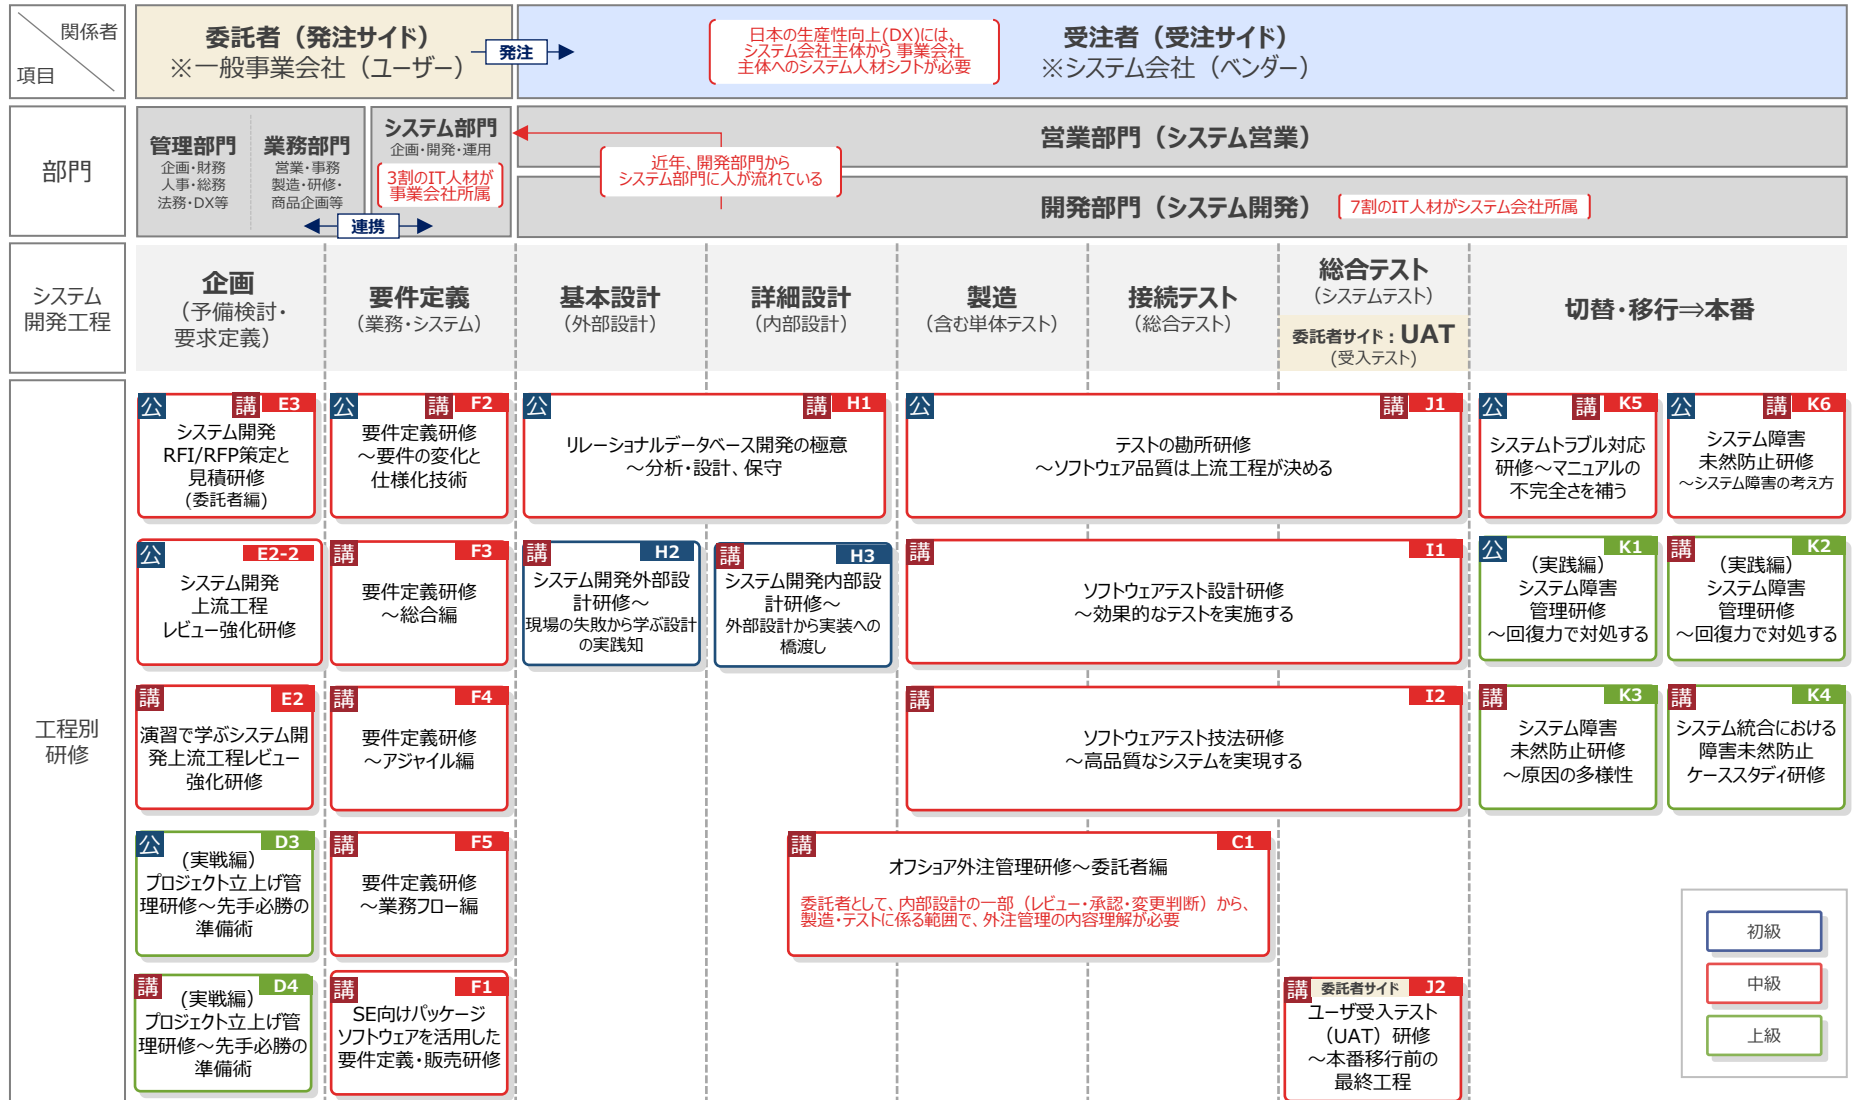 関係者
項目
委託者（発注サイド）
※一般事業会社（ユーザー）
発注
日本の生産性向上(DX)には、
システム会社主体から 事業会社
主体へのシステム人材シフトが必要
受注者（受注サイド）
※システム会社（ベンダー）
部門
管理部門
企画・財務
人事・総務
法務・DX等
業務部門
営業・事務
製造・研修・
商品企画等
システム部門
企画・開発・運用
3割のIT人材が
事業会社所属
連携
近年、開発部門から
システム部門に人が流れている
営業部門（システム営業）
開発部門（システム開発）
7割のIT人材がシステム会社所属
システム
開発工程
企画
（予備検討・
要求定義）
要件定義
（業務・システム）
基本設計
（外部設計）
詳細設計
（内部設計）
製造
（含む単体テスト）
接続テスト
（総合テスト）
総合テスト
（システムテスト）
委託者サイド：UAT
（受入テスト）
切替・移行⇒本番
工程別
研修
公 講 E3
システム開発
RFI/RFP策定と
見積研修
(委託者編)
公 講 F2
要件定義研修
～要件の変化と
仕様化技術
公 講 H1
リレーショナルデータベース開発の極意
～分析・設計、保守
公 講 J1
テストの勘所研修
～ソフトウェア品質は上流工程が決める
公 講 K5
システムトラブル対応
研修～マニュアルの
不完全さを補う
公 講 K6
システム障害
未然防止研修
～システム障害の考え方
公 E2-2
システム開発
上流工程
レビュー強化研修
講 F3
要件定義研修
～総合編
講 H2
システム開発外部設
計研修～
現場の失敗から学ぶ設計
の実践知
講 H3
システム開発内部設
計研修～
外部設計から実装への
橋渡し
講 I1
ソフトウェアテスト設計研修
～効果的なテストを実施する
公 K1
（実践編）
システム障害
管理研修
～回復力で対処する
講 K2
（実践編）
システム障害
管理研修
～回復力で対処する
講 E2
演習で学ぶシステム開
発上流工程レビュー
強化研修
講 F4
要件定義研修
～アジャイル編
講 I2
ソフトウェアテスト技法研修
～高品質なシステムを実現する
講 K3
システム障害
未然防止研修
～原因の多様性
講 K4
システム統合における
障害未然防止
ケーススタディ研修
公 D3
(実戦編）
プロジェクト立上げ管
理研修～先手必勝の
準備術
講 F5
要件定義研修
～業務フロー編
講 C1
オフショア外注管理研修～委託者編
委託者として、内部設計の一部（レビュー・承認・変更判断）から、
製造・テストに係る範囲で、外注管理の内容理解が必要
講 D4
(実戦編）
プロジェクト立上げ管
理研修～先手必勝の
準備術
講 F1
SE向けパッケージ
ソフトウェアを活用した
要件定義・販売研修
講 委託者サイド J2
ユーザ受入テスト
（UAT）研修
～本番移行前の
最終工程
初級
中級
上級